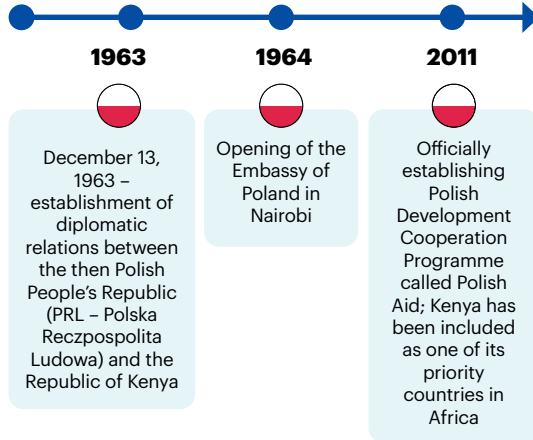 1963
December 13,
1963 –
establishment of
diplomatic
relations between
the then Polish
People’s Republic
(PRL – Polska
Reczpospolita
Ludowa) and the
Republic of Kenya
1964
Opening of the
Embassy of
Poland in
Nairobi
2011
Officially
establishing
Polish
Development
Cooperation
Programme
called Polish
Aid; Kenya has
been included
as one of its
priority
countries in
Africa